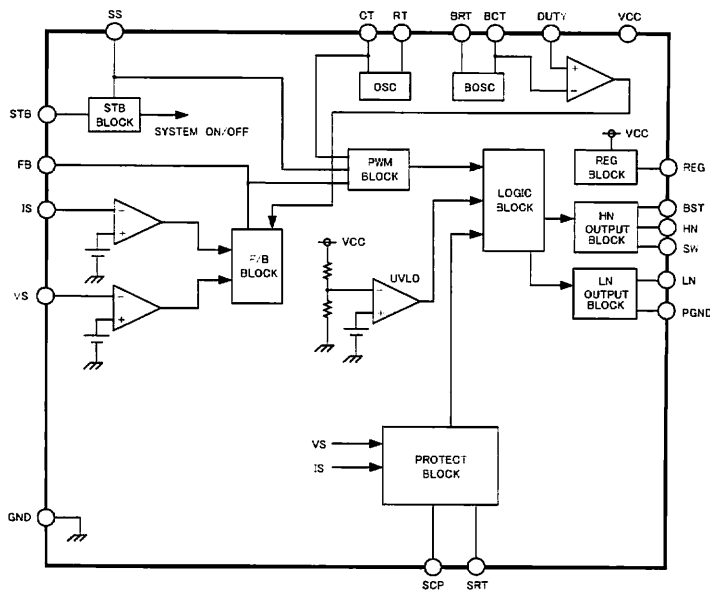 SS
CT
RT
BRT
BCT
DUTY
VCC
STB
STB
BLOCK
SYSTEM ON/OFF
OSC
BOSC
+
−
FB
PWM
BLOCK
LOGIC
BLOCK
VCC
REG
BLOCK
REG
IS
−
+
F/B
BLOCK
VCC
UVLO
−
+
HN
OUTPUT
BLOCK
BST
HN
SW
VS
−
+
LN
OUTPUT
BLOCK
LN
PGND
VS
IS
PROTECT
BLOCK
GND
SCP
SRT